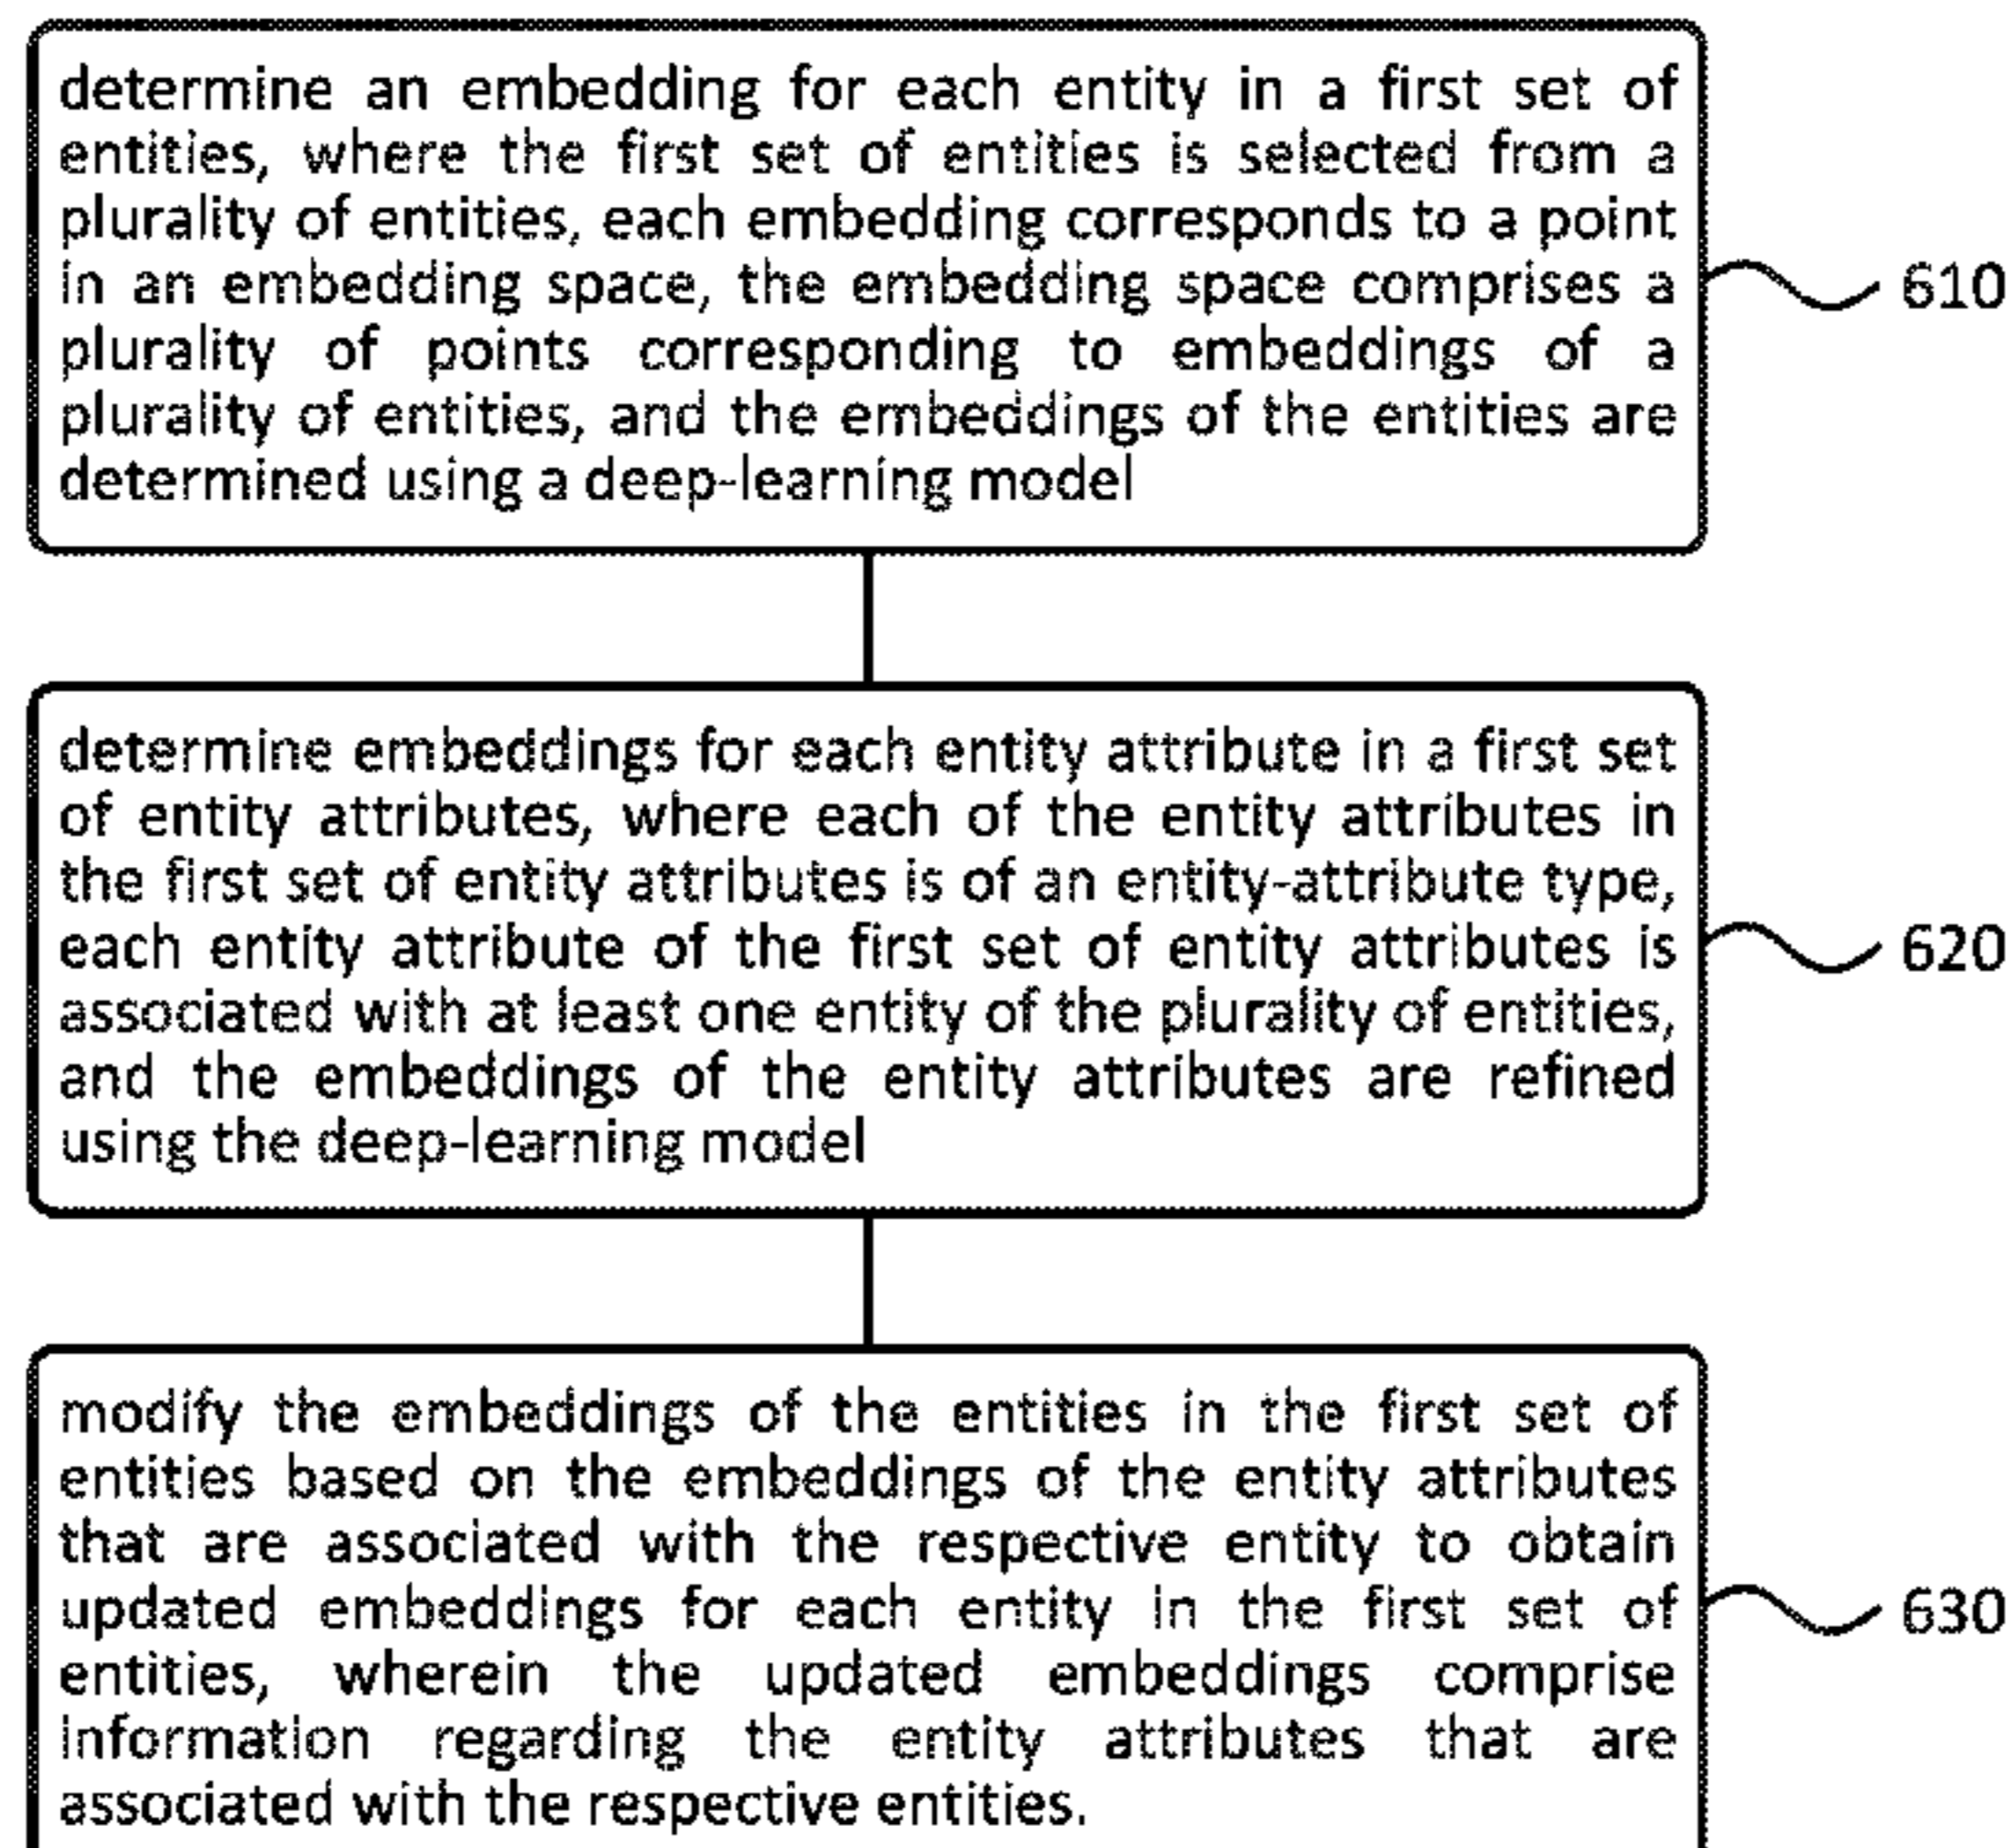 determine an embedding for each entity in a first set of
entities, where the first set of entities is selected from a
plurality of entities, each embedding corresponds to a point
in an embedding space, the embedding space comprises a
plurality of points corresponding to embeddings of a
plurality of entities, and the embeddings of the entities are
determined using a deep-learning model
610
determine embeddings for each entity attribute in a first set
of entity attributes, where each of the entity attributes in
the first set of entity attributes is of an entity-attribute type,
each entity attribute of the first set of entity attributes is
associated with at least one entity of the plurality of entities,
and the embeddings of the entity attributes are refined
using the deep-learning model
620
modify the embeddings of the entities in the first set of
entities based on the embeddings of the entity attributes
that are associated with the respective entity to obtain
updated embeddings for each entity in the first set of
entities, wherein the updated embeddings comprise
information regarding the entity attributes that are
associated with the respective entities.
630